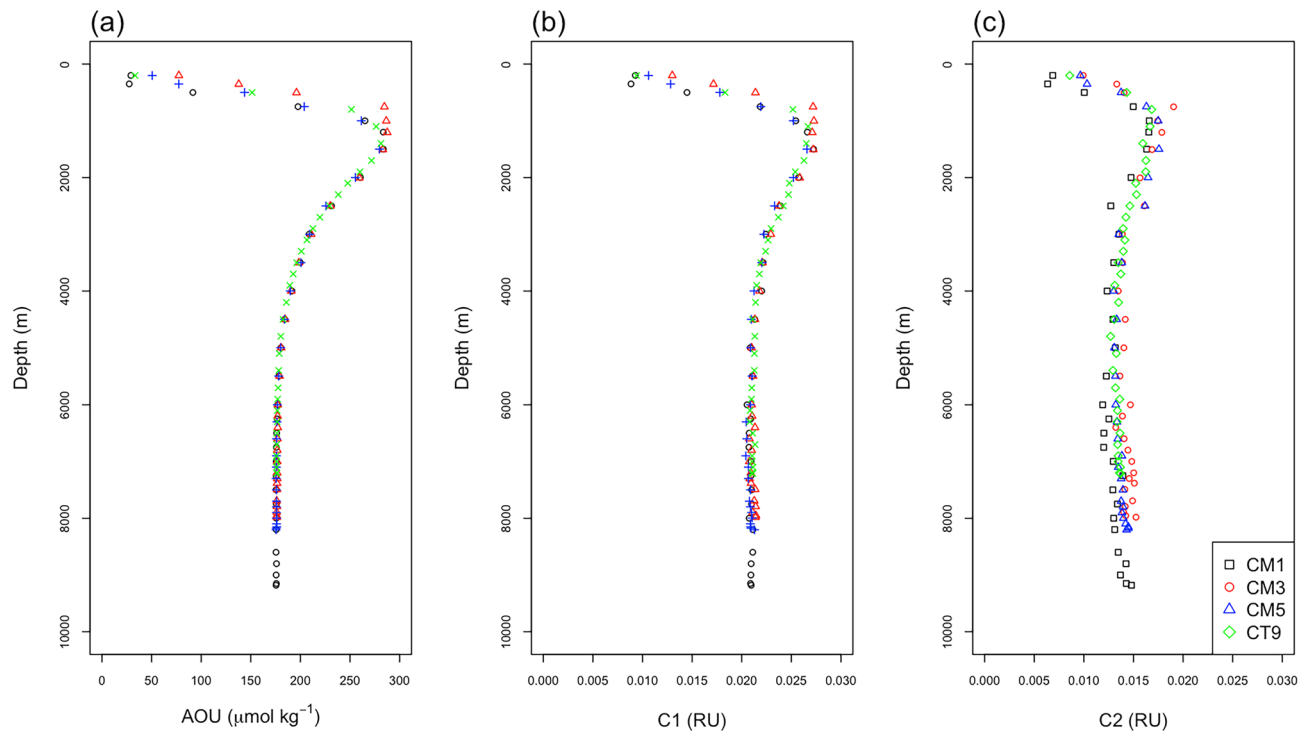 (a)
0
2000
4000
6000
8000
10000
Depth (m)
0 50 100 150 200 250 300
AOU (μmol kg⁻¹)
(b)
0
2000
4000
6000
8000
10000
Depth (m)
0.000 0.005 0.010 0.015 0.020 0.025 0.030
C1 (RU)
(c)
0
2000
4000
6000
8000
10000
Depth (m)
0.000 0.005 0.010 0.015 0.020 0.025 0.030
C2 (RU)
CM1
CM3
CM5
CT9